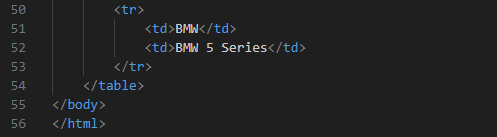 50 <tr>
51 <td>BMW</td>
52 <td>BMW 5 Series</td>
53 </tr>
54 </table>
55 </body>
56 </html>